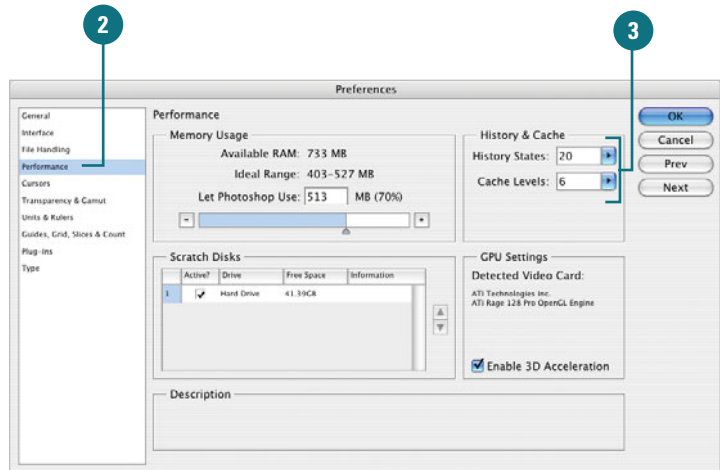 2
3
Preferences
General
Interface
File Handling
Performance
Cursors
Transparency & Gamut
Units & Rulers
Guides, Grid, Slices & Count
Plug-Ins
Type
Performance
Memory Usage
Available RAM: 733 MB
Ideal Range: 403-527 MB
Let Photoshop Use: 513 MB (70%)
- +
History & Cache
History States: 20
Cache Levels: 6
OK
Cancel
Prev
Next
Scratch Disks
Active? Drive Free Space Information
1 Hard Drive 41.39GB
GPU Settings
Detected Video Card:
ATI Technologies Inc.
ATI Rage 128 Pro OpenGL Engine
Enable 3D Acceleration
Description